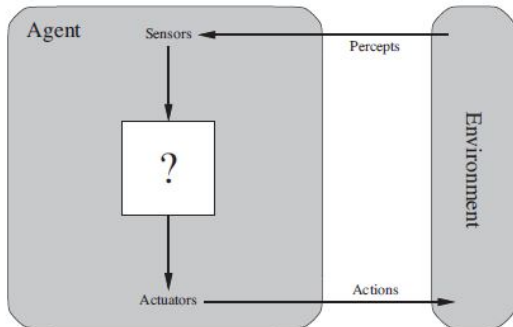 Agent
Sensors
Percepts
?
Environment
Actuators
Actions